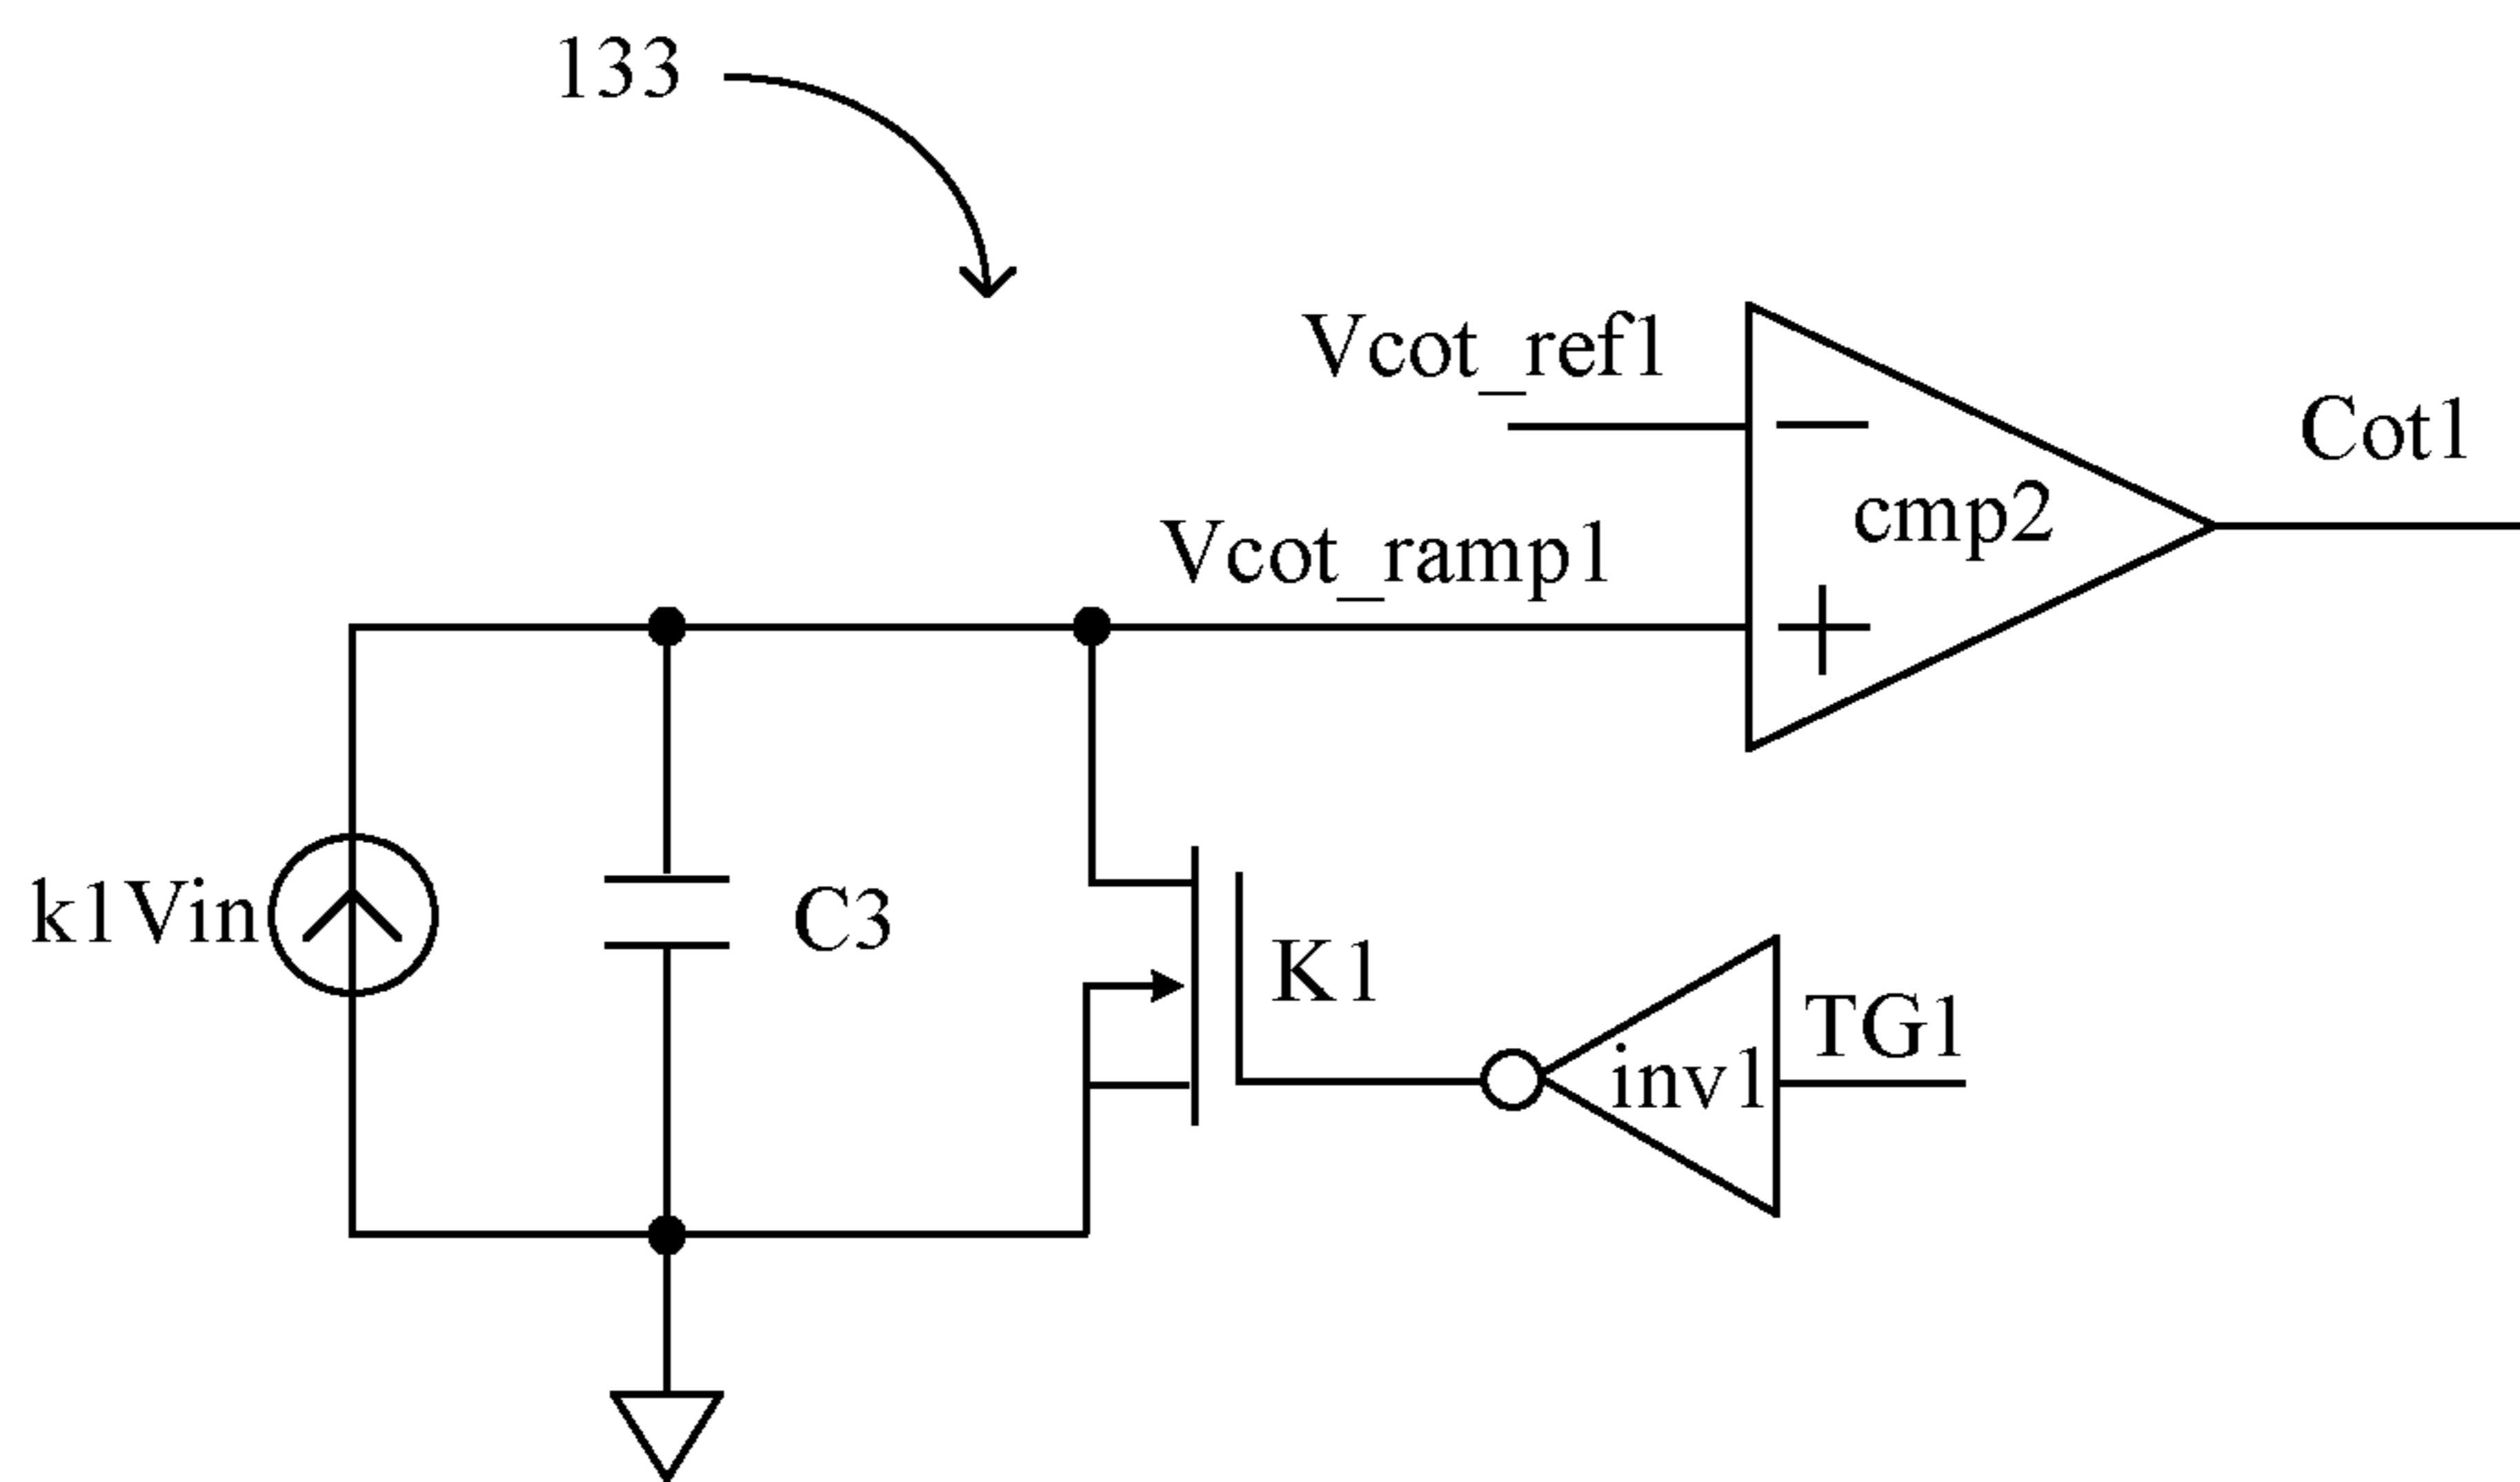 133
Vcot_ref1
Cot1
cmp2
Vcot_ramp1
k1Vin
C3
K1
TG1
inv1